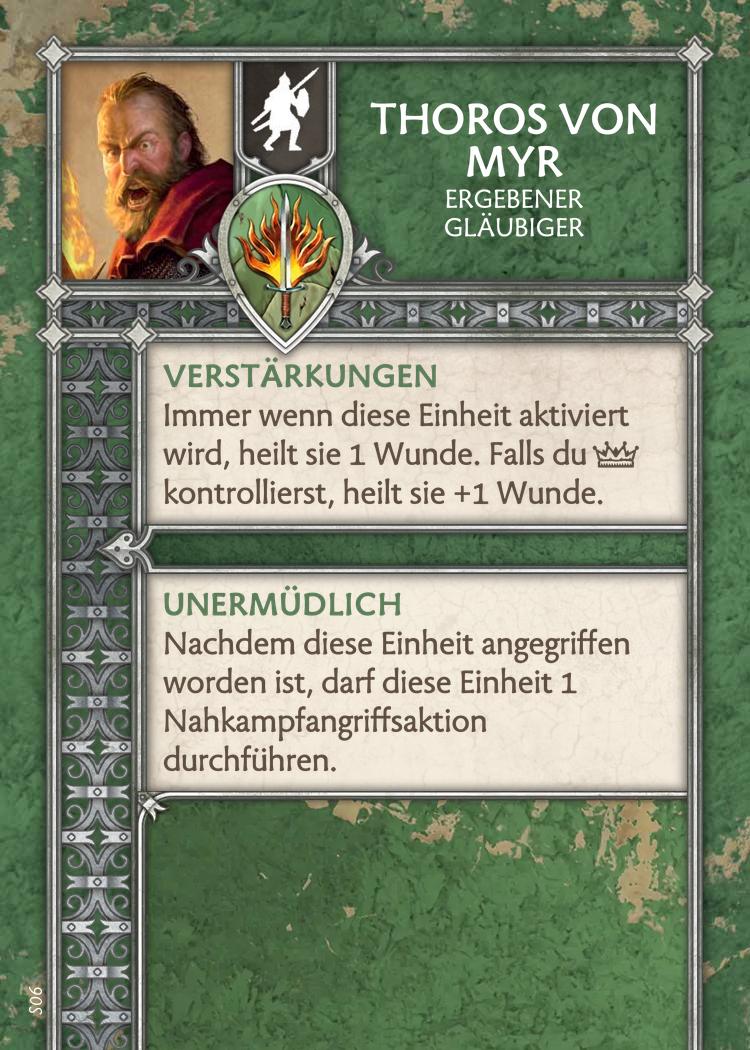 THOROS VON
MYR
ERGEBENER
GLÄUBIGER
VERSTÄRKUNGEN
Immer wenn diese Einheit aktiviert
wird, heilt sie 1 Wunde. Falls du
kontrollierst, heilt sie +1 Wunde.
UNERMÜDLICH
Nachdem diese Einheit angegriffen
worden ist, darf diese Einheit 1
Nahkampfangriffsaktion
durchführen.
S06